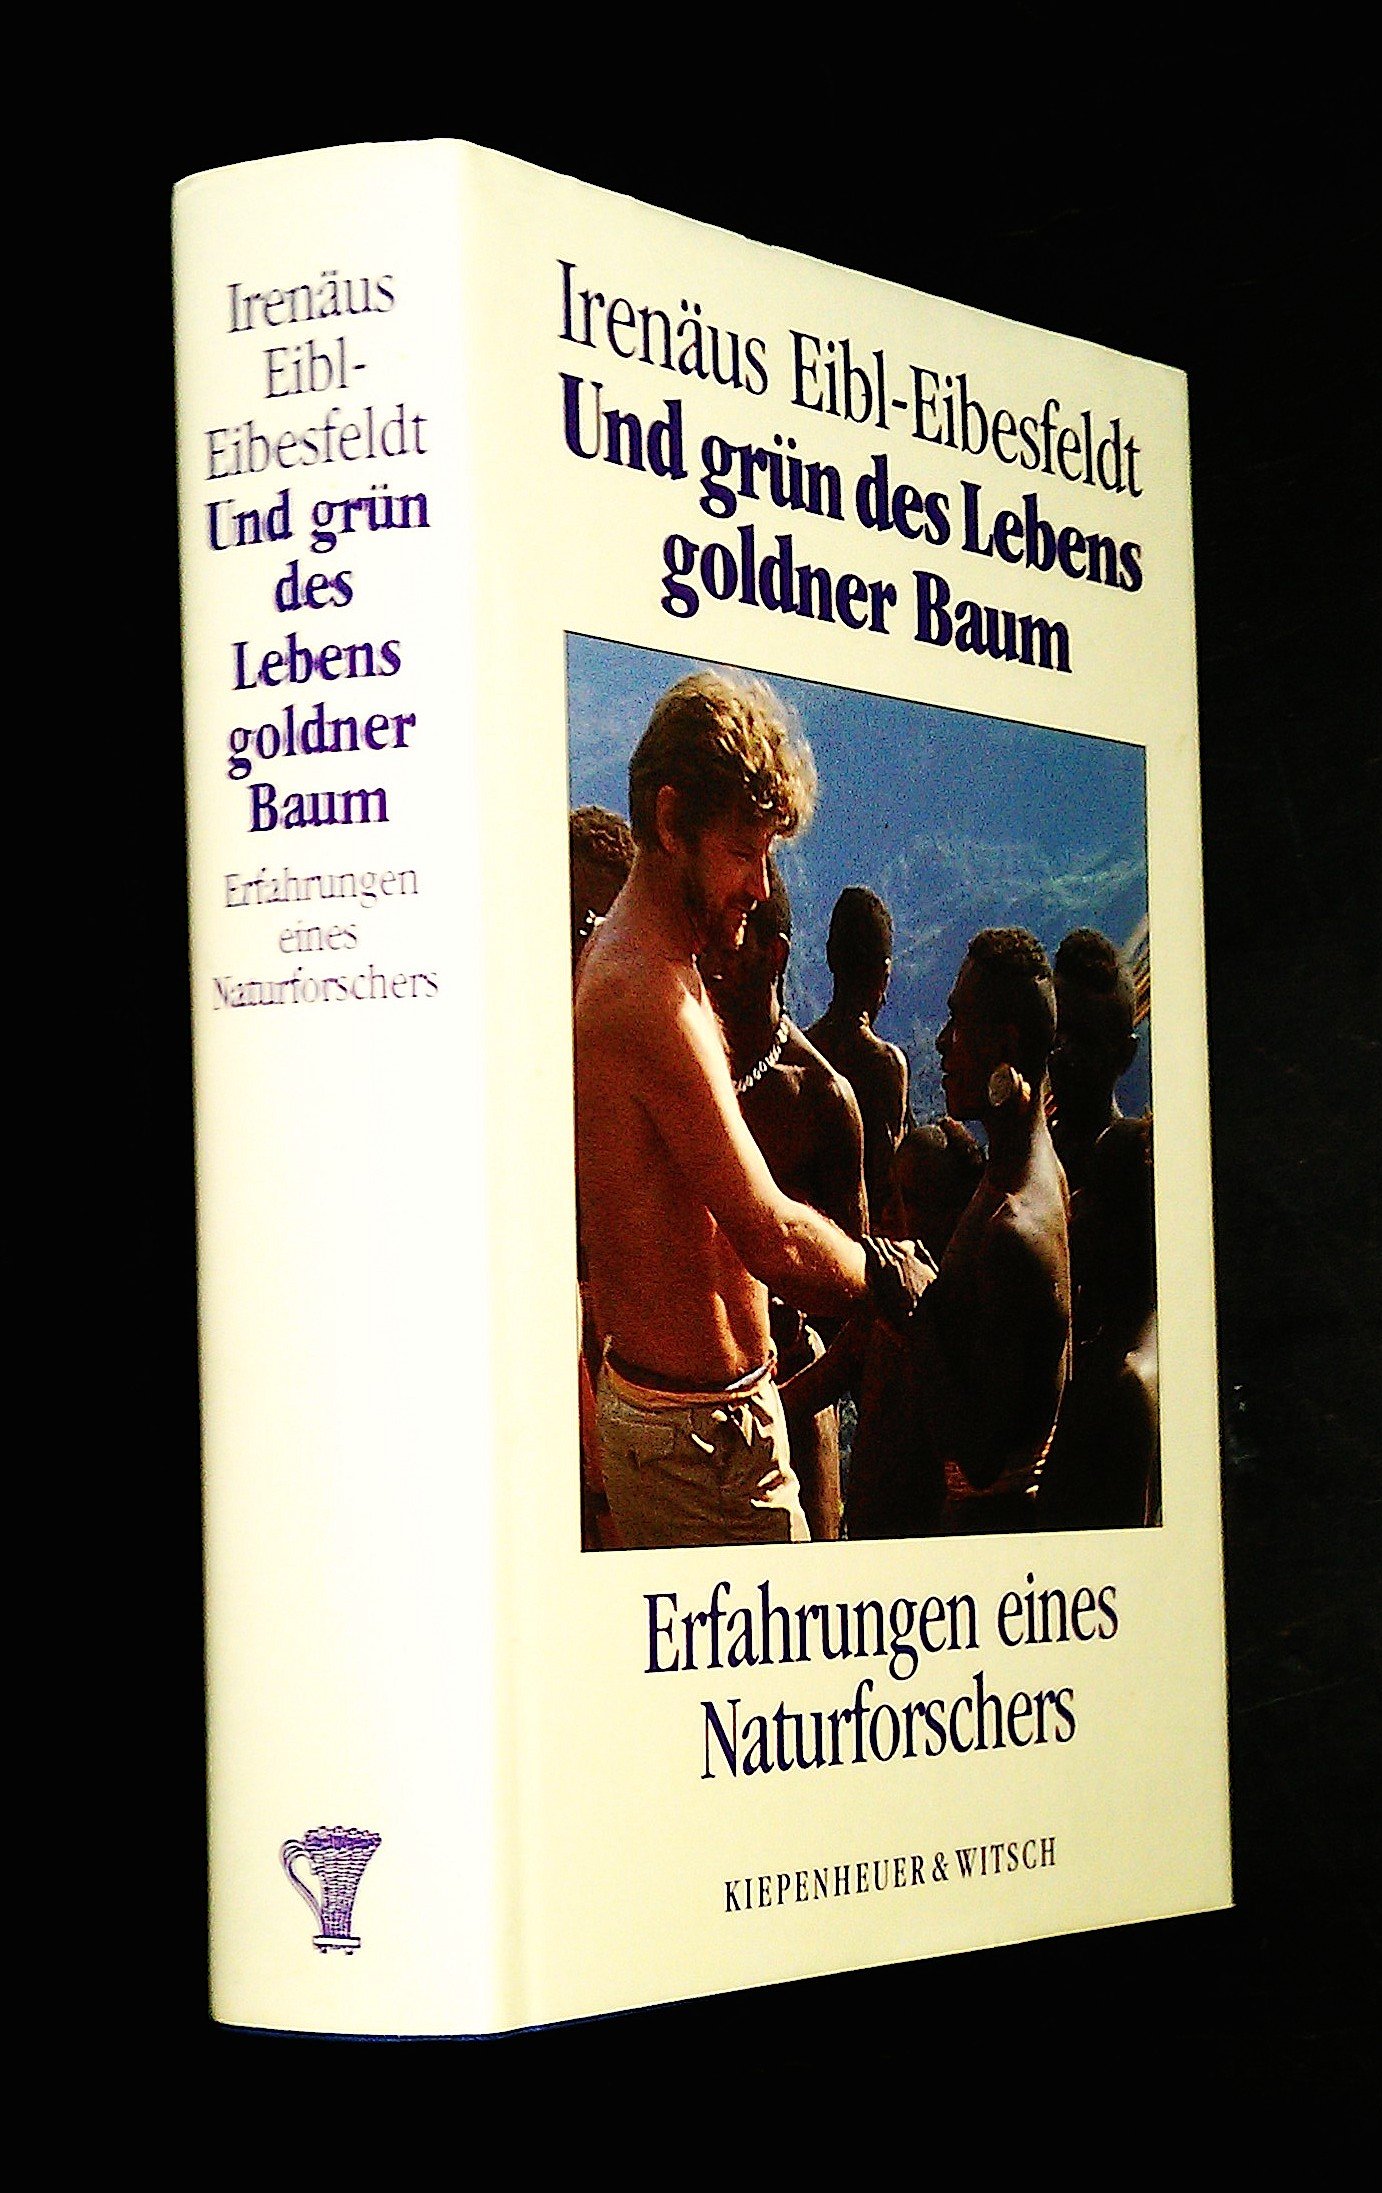 Irenäus
Eibl-
Eibesfeldt
Und grün
des
Lebens
goldner
Baum
Erfahrungen
eines
Naturforschers
Irenäus Eibl-Eibesfeldt
Und grün des Lebens
goldner Baum
Erfahrungen eines
Naturforschers
KIEPENHEUER & WITSCH